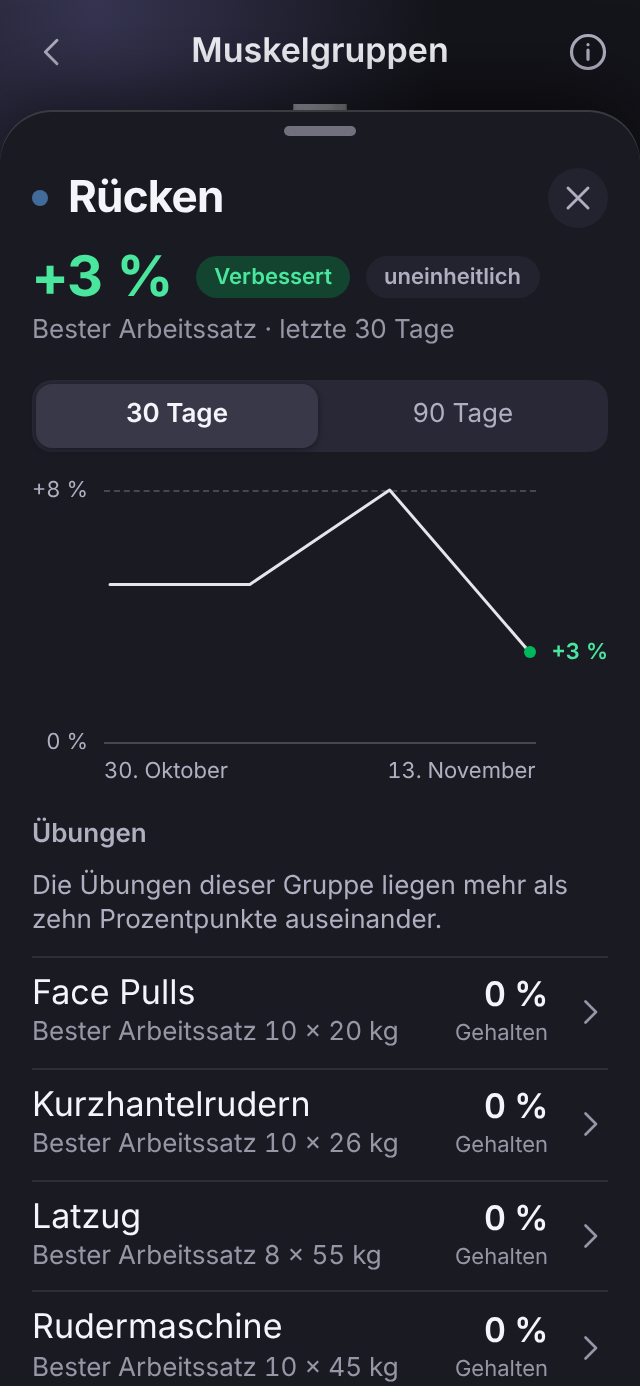 Muskelgruppen
Rücken
+3 %
Verbessert
uneinheitlich
Bester Arbeitssatz · letzte 30 Tage
30 Tage
90 Tage
+8 %
+3 %
0 %
30. Oktober
13. November
Übungen
Die Übungen dieser Gruppe liegen mehr als
zehn Prozentpunkte auseinander.
Face Pulls
0 %
Bester Arbeitssatz 10 × 20 kg
Gehalten
Kurzhantelrudern
0 %
Bester Arbeitssatz 10 × 26 kg
Gehalten
Latzug
0 %
Bester Arbeitssatz 8 × 55 kg
Gehalten
Rudermaschine
0 %
Bester Arbeitssatz 10 × 45 kg
Gehalten